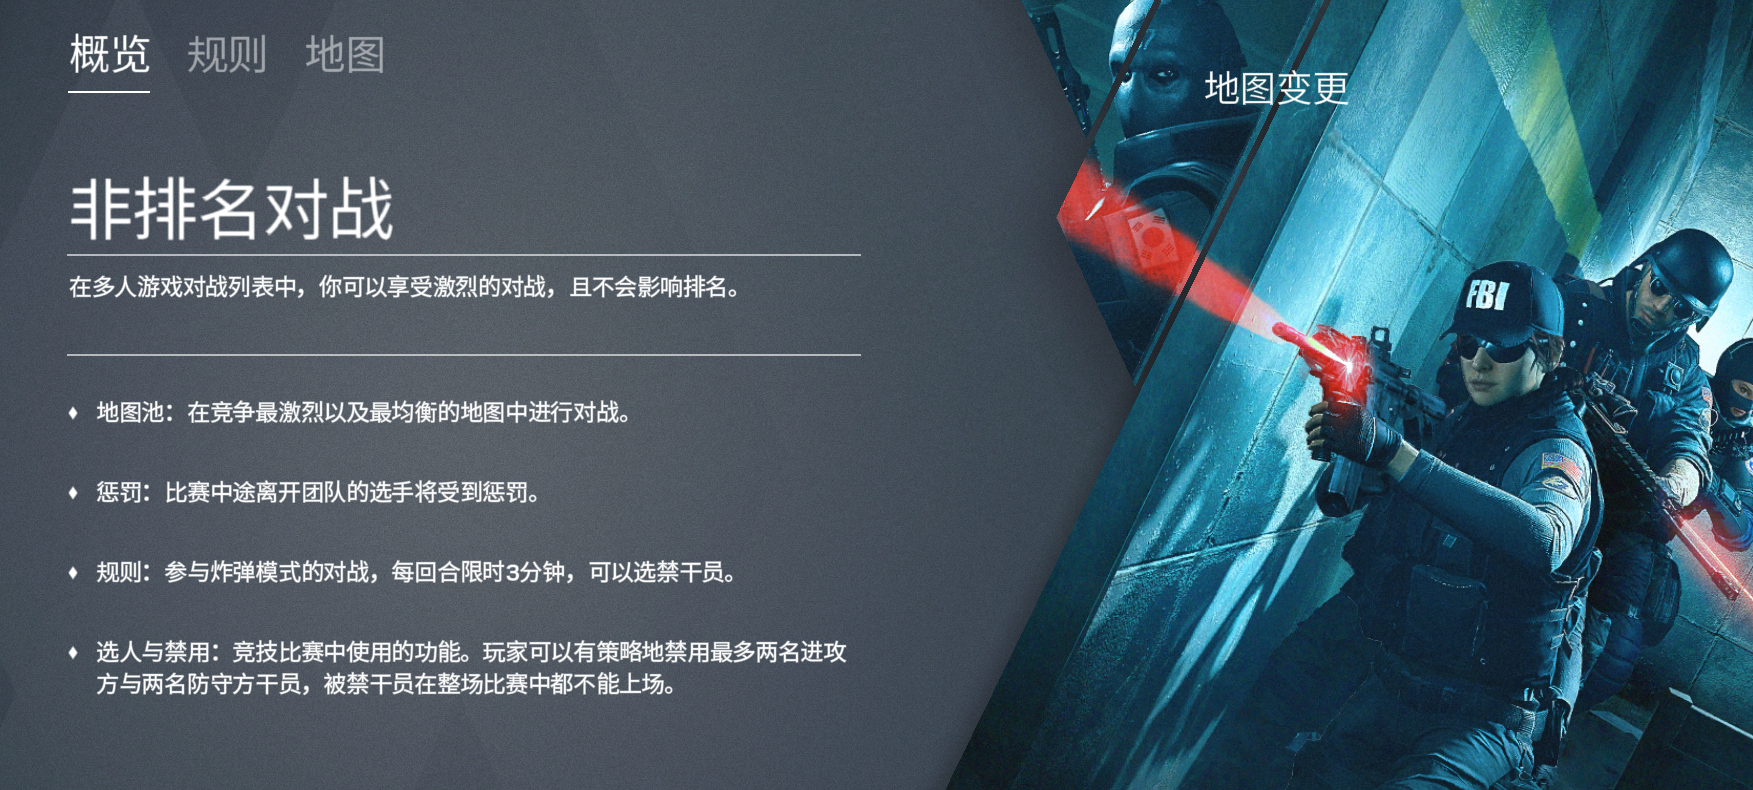 概览 规则 地图
地图变更
非排名对战
在多人游戏对战列表中，你可以享受激烈的对战，且不会影响排名。
地图池：在竞争最激烈以及最均衡的地图中进行对战。
惩罚：比赛中途离开团队的选手将受到惩罚。
规则：参与炸弹模式的对战，每回合限时3分钟，可以选禁干员。
选人与禁用：竞技比赛中使用的功能。玩家可以有策略地禁用最多两名进攻
方与两名防守方干员，被禁干员在整场比赛中都不能上场。
FBI